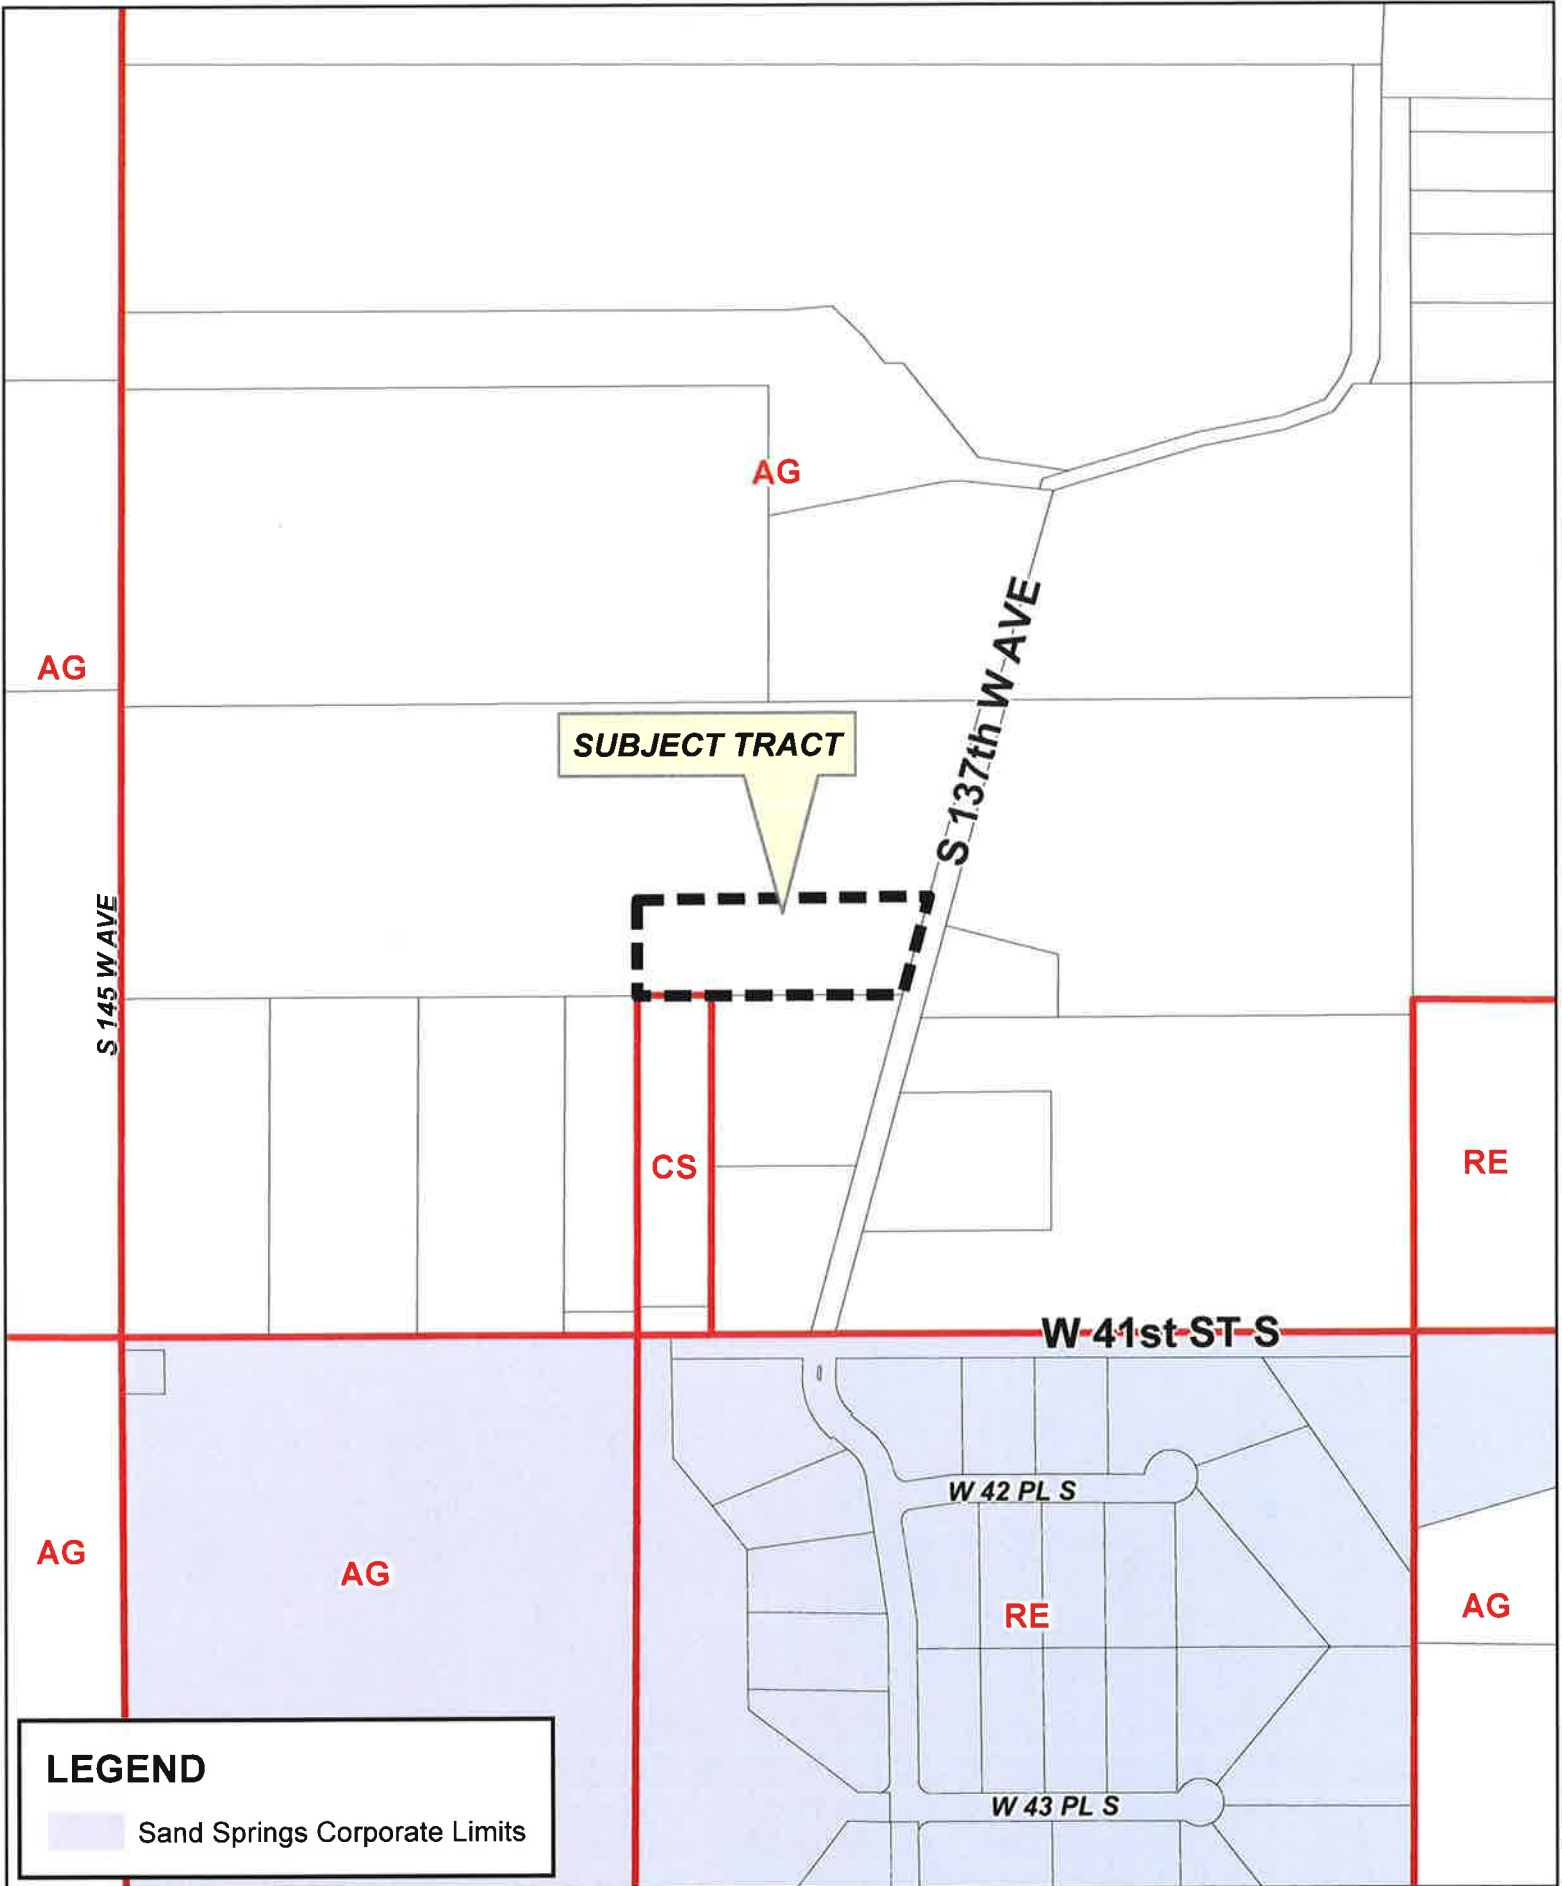 AG
S 137th W AVE
AG
SUBJECT TRACT
S 145 W AVE
CS
RE
W 41st ST S
W 42 PL S
AG
AG
RE
AG
LEGEND
Sand Springs Corporate Limits
W 43 PL S